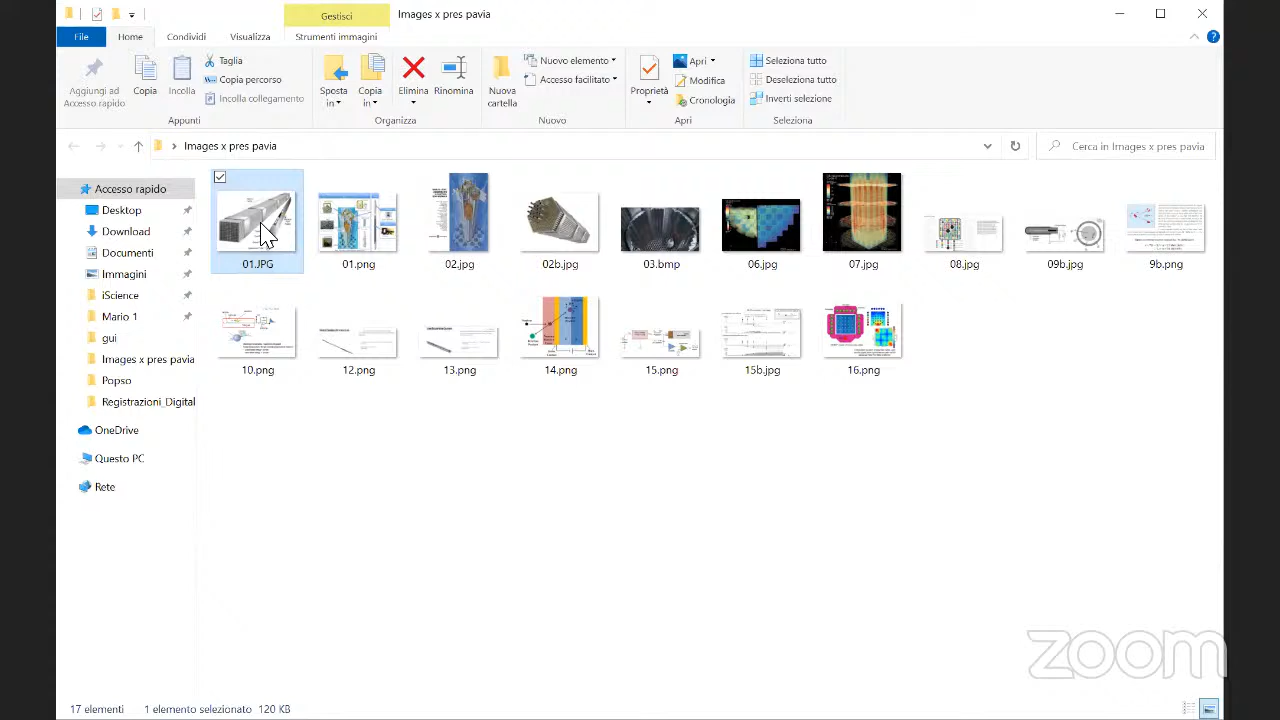 Gestisci
Images x pres pavia
File
Home
Condividi
Visualizza
Strumenti immagini
Aggiungi ad
Accesso rapido
Copia
Incolla
Taglia
Copia percorso
Incolla collegamento
Appunti
Sposta
in
Copia
in
Elimina
Rinomina
Organizza
Nuova
cartella
Nuovo elemento
Accesso facilitato
Nuovo
Proprietà
Apri
Modifica
Cronologia
Apri
Seleziona tutto
Deseleziona tutto
Inverti selezione
Seleziona
Images x pres pavia
Cerca in Images x pres pavia
Desktop
Download
Documenti
Immagini
iScience
Mario 1
gui
Images x pres pavia
Popso
Registrazioni_Digital
OneDrive
Questo PC
Rete
01.JPG
01.png
02.jpg
02a.jpg
03.bmp
06.jpg
07.jpg
08.jpg
09b.jpg
9b.png
10.png
12.png
13.png
14.png
15.png
15b.jpg
16.png
17 elementi
1 elemento selezionato 120 KB
zoom